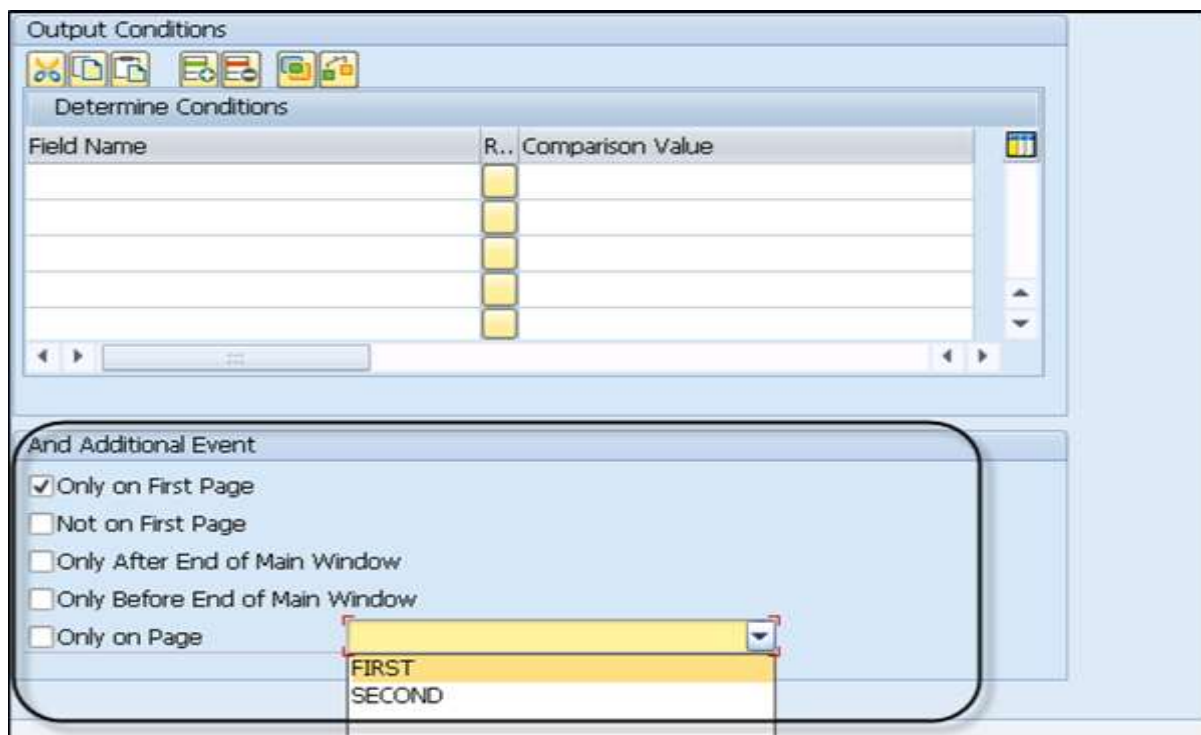 Output Conditions
Determine Conditions
Field Name R.. Comparison Value
And Additional Event
Only on First Page
Not on First Page
Only After End of Main Window
Only Before End of Main Window
Only on Page
FIRST
SECOND